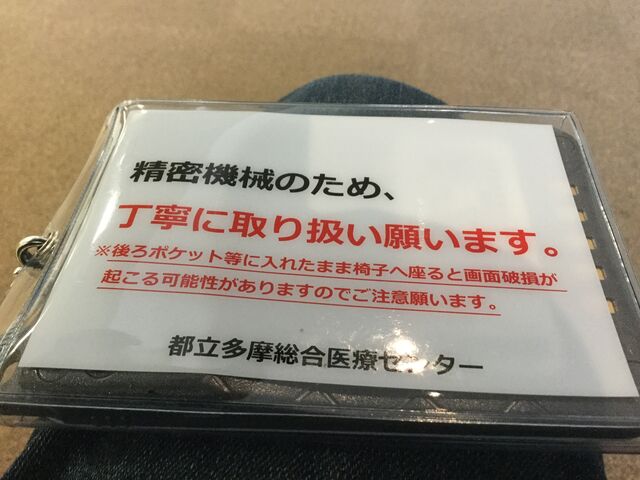 精密機械のため、
丁寧に取り扱い願います。
※後ろポケット等に入れたまま椅子へ座ると画面破損が
起こる可能性がありますのでご注意願います。
都立多摩総合医療センター